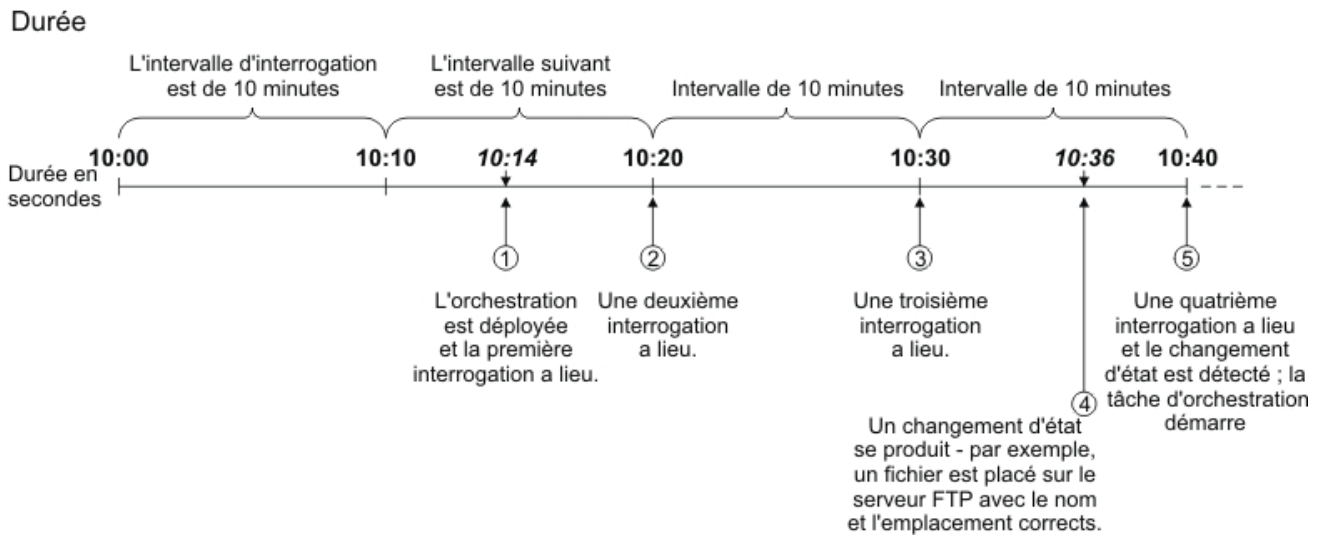 Durée
L'intervalle d'interrogation
est de 10 minutes
L'intervalle suivant
est de 10 minutes
Intervalle de 10 minutes
Intervalle de 10 minutes
10:00
10:10
10:14
10:20
10:30
10:36
10:40
Durée en
secondes
1
2
3
5
L'orchestration
est déployée
et la première
interrogation a lieu.
Une deuxième
interrogation
a lieu.
Une troisième
interrogation
a lieu.
Une quatrième
interrogation a lieu
et le changement
d'état est détecté ; la
tâche d'orchestration
démarre
4
Un changement d'état
se produit - par exemple,
un fichier est placé sur le
serveur FTP avec le nom
et l'emplacement corrects.